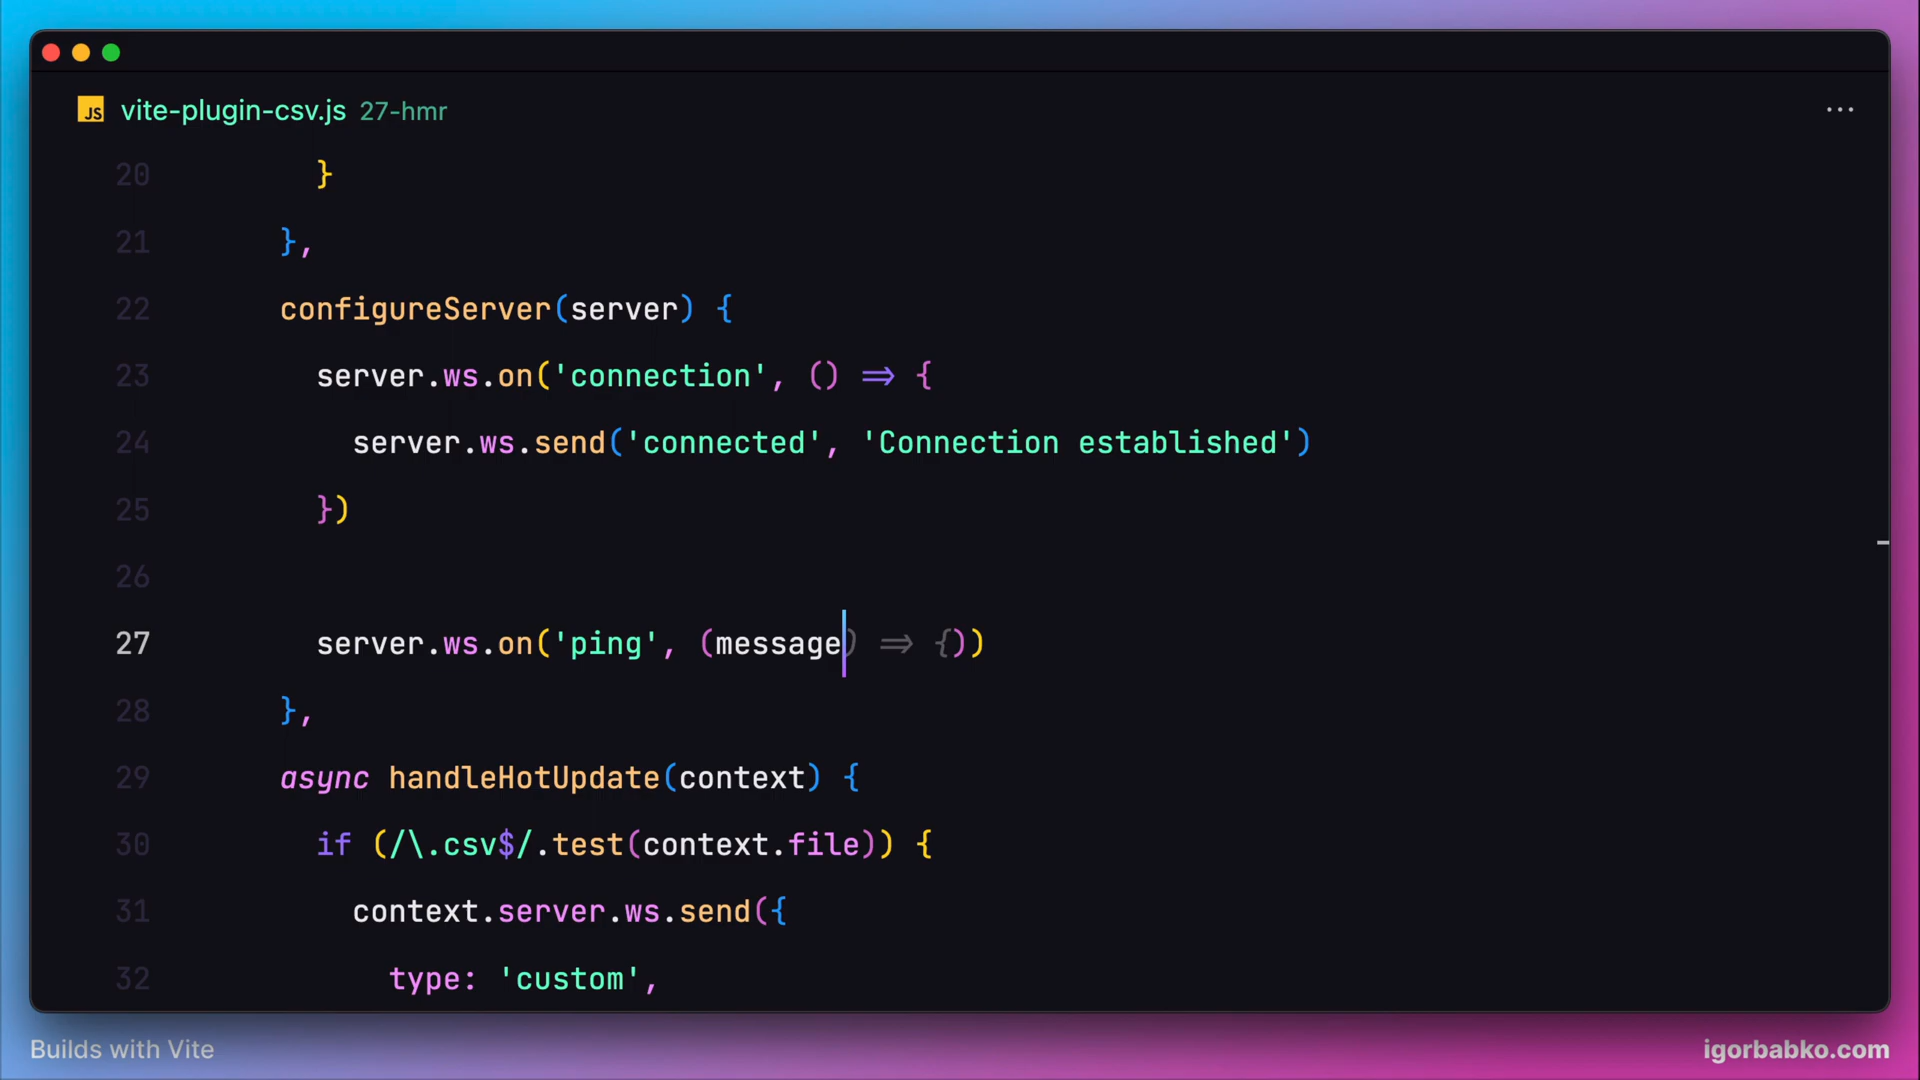 JS vite-plugin-csv.js 27-hmr ...
20 }
21 },
22 configureServer(server) {
23 server.ws.on('connection', () => {
24 server.ws.send('connected', 'Connection established')
25 })
26
27 server.ws.on('ping', (message) => {))
28 },
29 async handleHotUpdate(context) {
30 if (/\.csv$/.test(context.file)) {
31 context.server.ws.send({
32 type: 'custom',
Builds with Vite
igorbabko.com